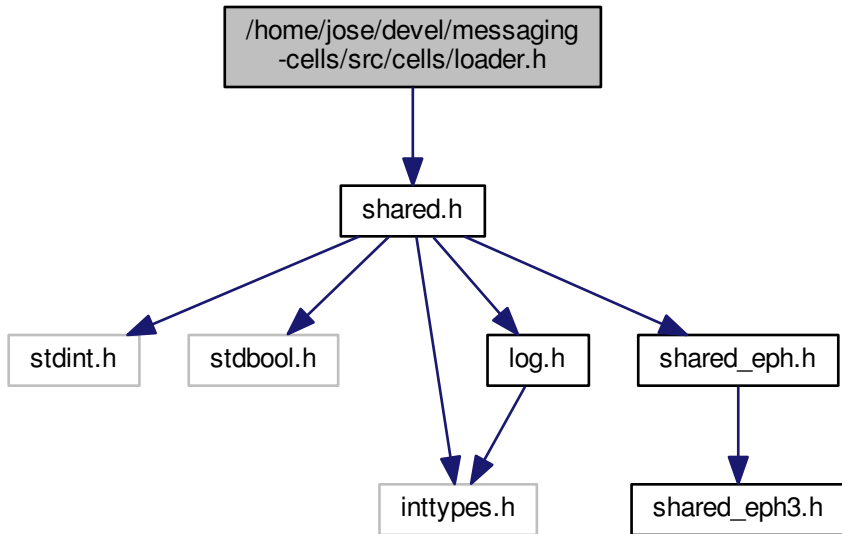 /home/jose/devel/messaging
-cells/src/cells/loader.h
shared.h
stdint.h
stdbool.h
log.h
shared_eph.h
inttypes.h
shared_eph3.h